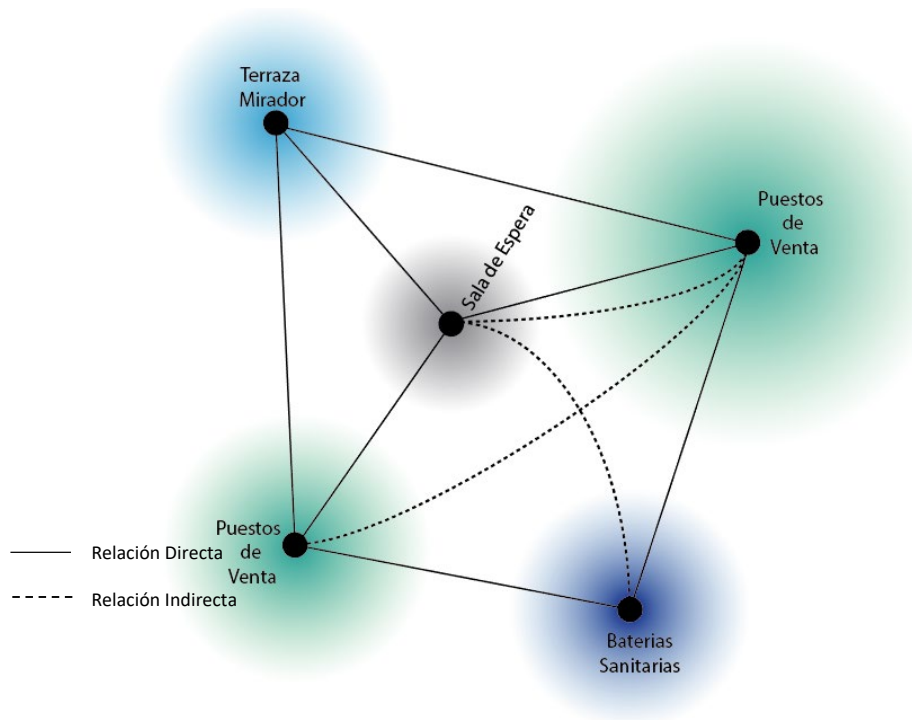 Terraza
Mirador
Puestos
de
Venta
Sala de Espera
Puestos
de
Venta
Relación Directa
Relación Indirecta
Baterias
Sanitarias